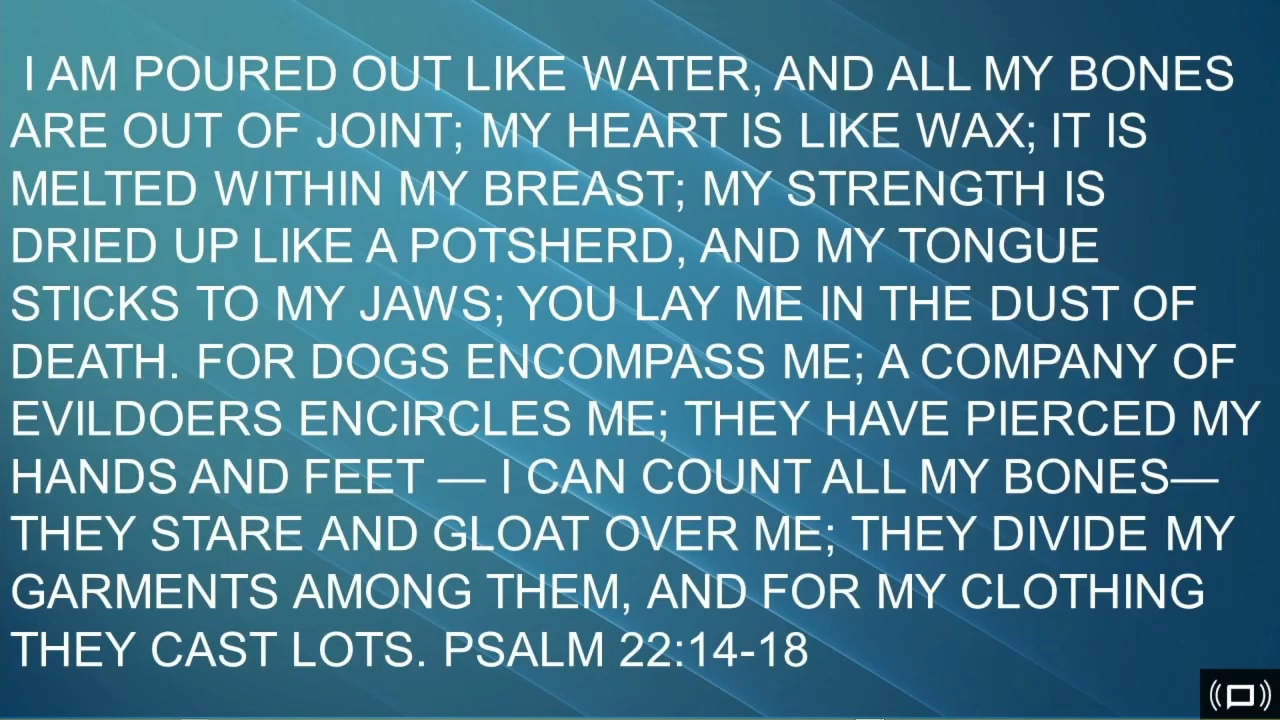 I AM POURED OUT LIKE WATER, AND ALL MY BONES
ARE OUT OF JOINT; MY HEART IS LIKE WAX; IT IS
MELTED WITHIN MY BREAST; MY STRENGTH IS
DRIED UP LIKE A POTSHERD, AND MY TONGUE
STICKS TO MY JAWS; YOU LAY ME IN THE DUST OF
DEATH. FOR DOGS ENCOMPASS ME; A COMPANY OF
EVILDOERS ENCIRCLES ME; THEY HAVE PIERCED MY
HANDS AND FEET — I CAN COUNT ALL MY BONES—
THEY STARE AND GLOAT OVER ME; THEY DIVIDE MY
GARMENTS AMONG THEM, AND FOR MY CLOTHING
THEY CAST LOTS. PSALM 22:14-18